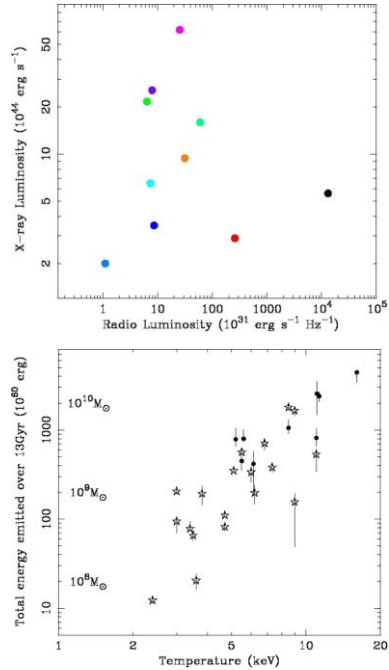 50
20
10
5
2
X-ray Luminosity (10⁴⁴ erg s⁻¹)
1 10 100 1000 10⁴ 10⁵
Radio Luminosity (10³¹ erg s⁻¹ Hz⁻¹)
Total energy emitted over 13Gyr (10⁶⁰ erg)
1000
100
10
10¹⁰M⊙
10⁹M⊙
10⁸M⊙
1 2 5 10 20
Temperature (keV)